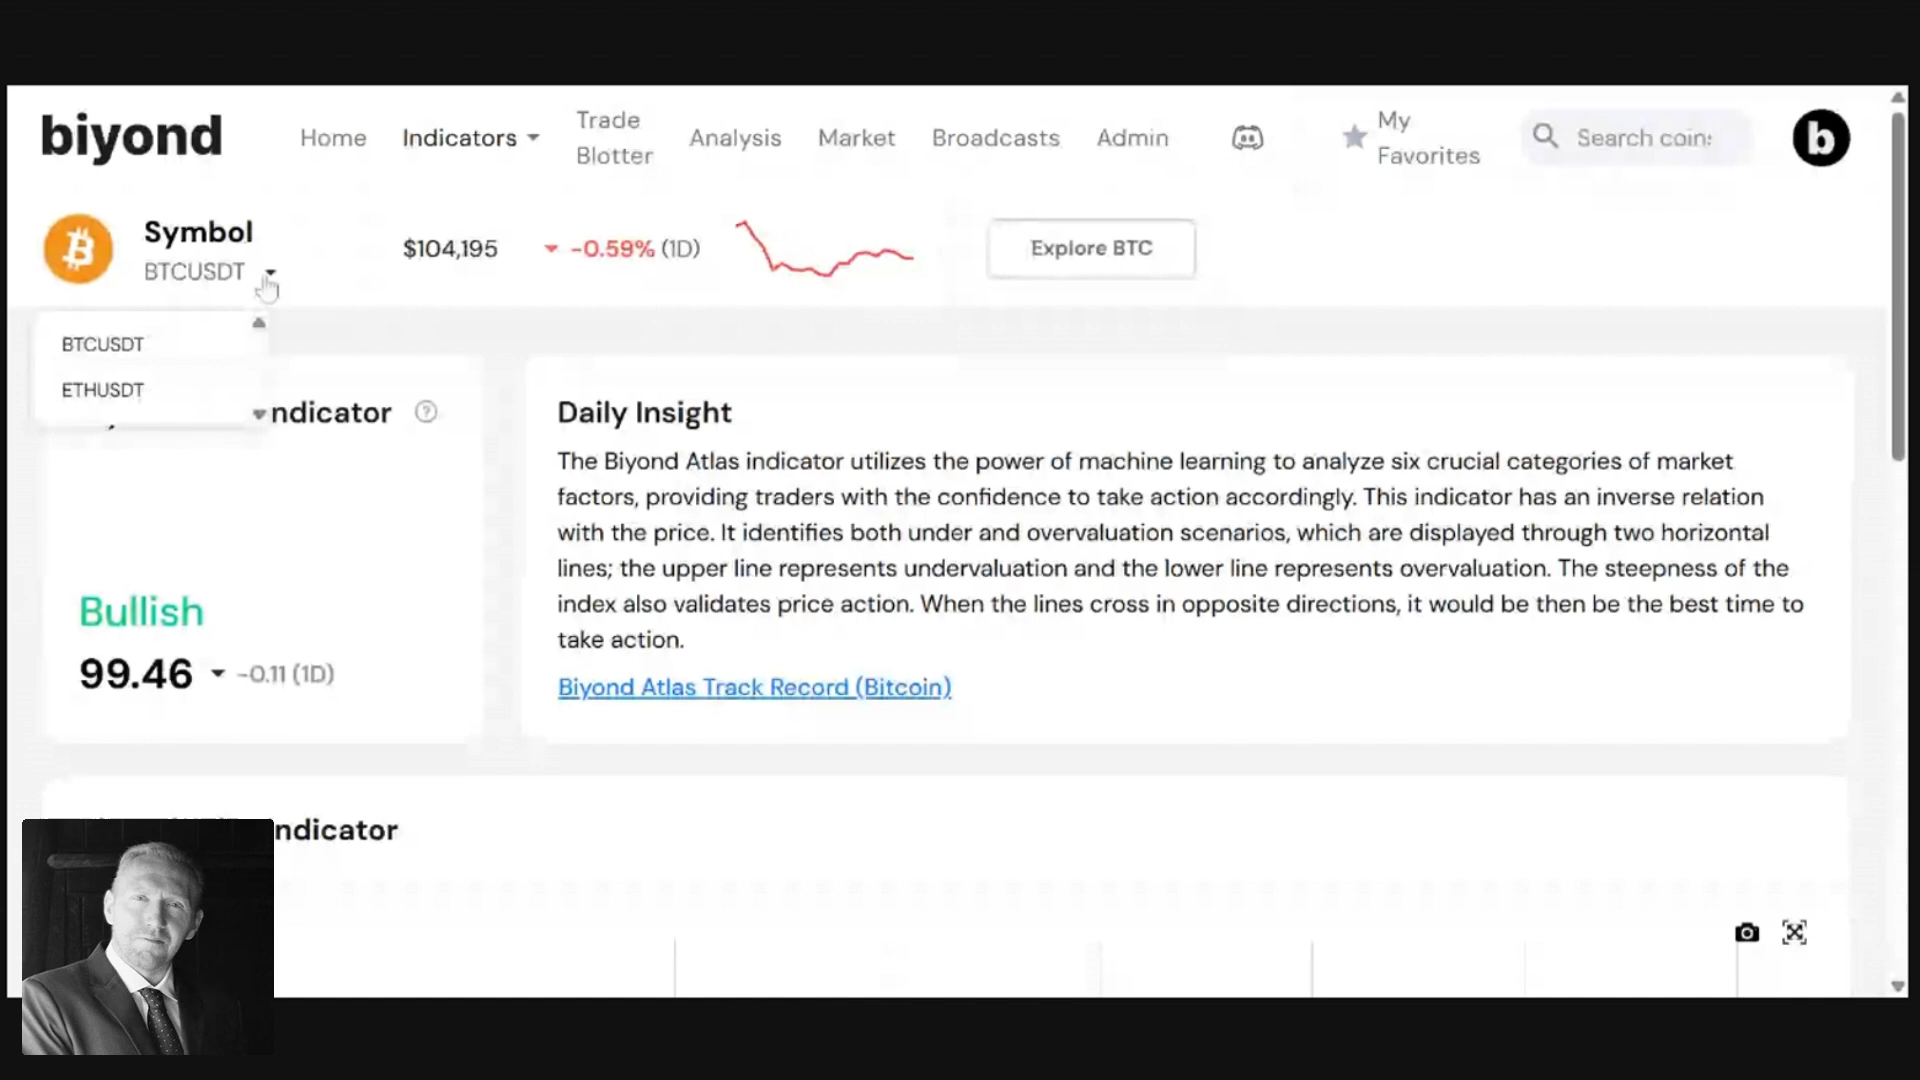 biyond
Home
Indicators
Trade
Blotter
Analysis
Market
Broadcasts
Admin
My
Favorites
Search coin
b
Symbol
BTCUSDT
$104,195
-0.59% (1D)
Explore BTC
BTCUSDT
ETHUSDT
ndicator
Bullish
99.46
-0.11 (1D)
Daily Insight
The Biyond Atlas indicator utilizes the power of machine learning to analyze six crucial categories of market
factors, providing traders with the confidence to take action accordingly. This indicator has an inverse relation
with the price. It identifies both under and overvaluation scenarios, which are displayed through two horizontal
lines; the upper line represents undervaluation and the lower line represents overvaluation. The steepness of the
index also validates price action. When the lines cross in opposite directions, it would be then be the best time to
take action.
Biyond Atlas Track Record (Bitcoin)
ndicator